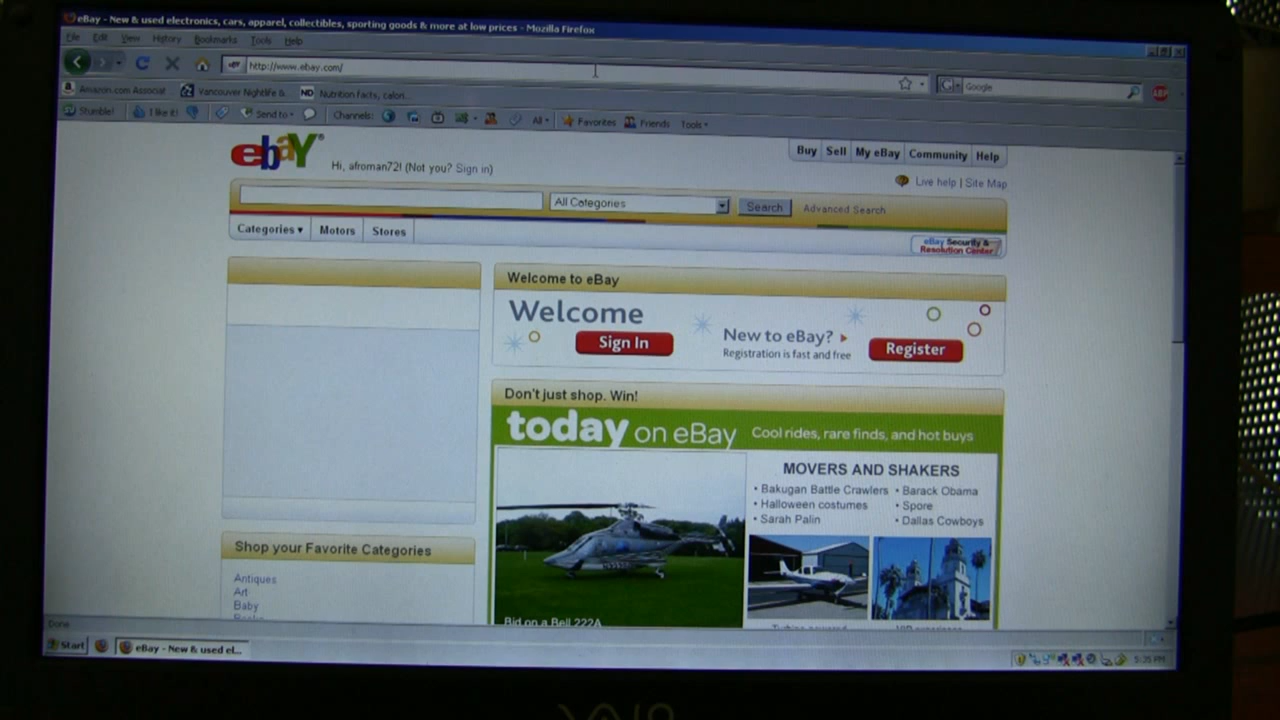 eBay - New & used electronics, cars, apparel, collectibles, sporting goods & more at low prices - Mozilla Firefox
File Edit View History Bookmarks Tools Help
http://www.ebay.com/
Google
Amazon.com Associat... Vancouver Nightlife &... ND Nutrition facts, calori...
Stumble! I like it! Send to Channels: All Favorites Friends Tools
ebaY
Hi, afroman72! (Not you? Sign in)
Buy Sell My eBay Community Help
Live help | Site Map
All Categories Search Advanced Search
Categories Motors Stores
eBay Security & Resolution Center
Welcome to eBay
Welcome
Sign In
New to eBay?
Registration is fast and free
Register
Don't just shop. Win!
today on eBay Cool rides, rare finds, and hot buys
MOVERS AND SHAKERS
• Bakugan Battle Crawlers • Barack Obama
• Halloween costumes • Spore
• Sarah Palin • Dallas Cowboys
Bid on a Bell 222A
Shop your Favorite Categories
Antiques
Art
Baby
Done
Start eBay - New & used el... 5:35 PM
VAIO